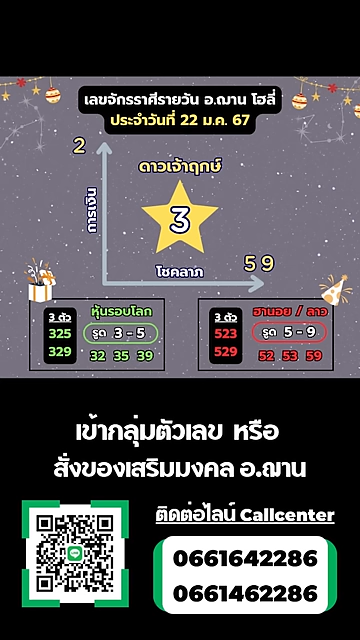 เลขจักรราศีรายวัน อ.ฌาน โฮลี่
ประจำวันที่ 22 ม.ค. 67
2
ดาวเจ้าฤกษ์
การเงิน
3
โชคลาภ
5 9
3 ตัว
325
329
หุ้นรอบโลก
รูด 3 - 5
32 35 39
3 ตัว
523
529
ฮานอย / ลาว
รูด 5 - 9
52 53 59
เข้ากลุ่มตัวเลข หรือ
สั่งของเสริมมงคล อ.ฌาน
ติดต่อไลน์ Callcenter
0661642286
0661462286
LINE